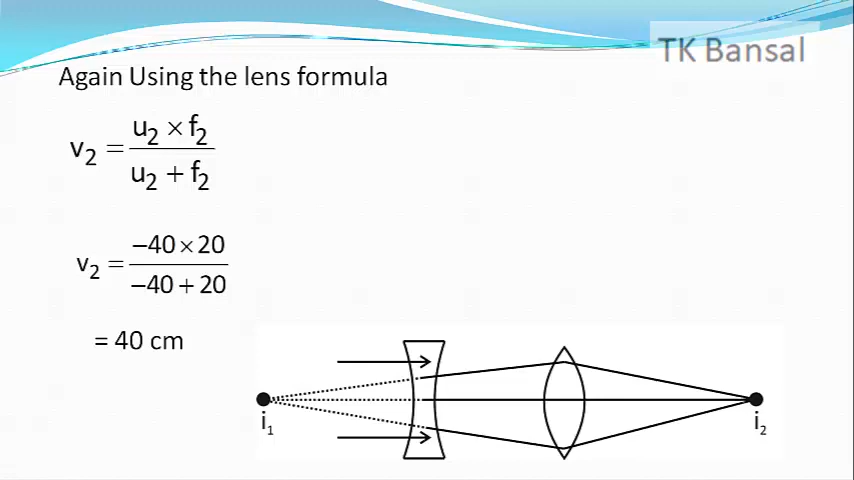 TK Bansal
Again Using the lens formula
v₂ = (u₂ × f₂) / (u₂ + f₂)
v₂ = (−40 × 20) / (−40 + 20)
= 40 cm
i₁
i₂